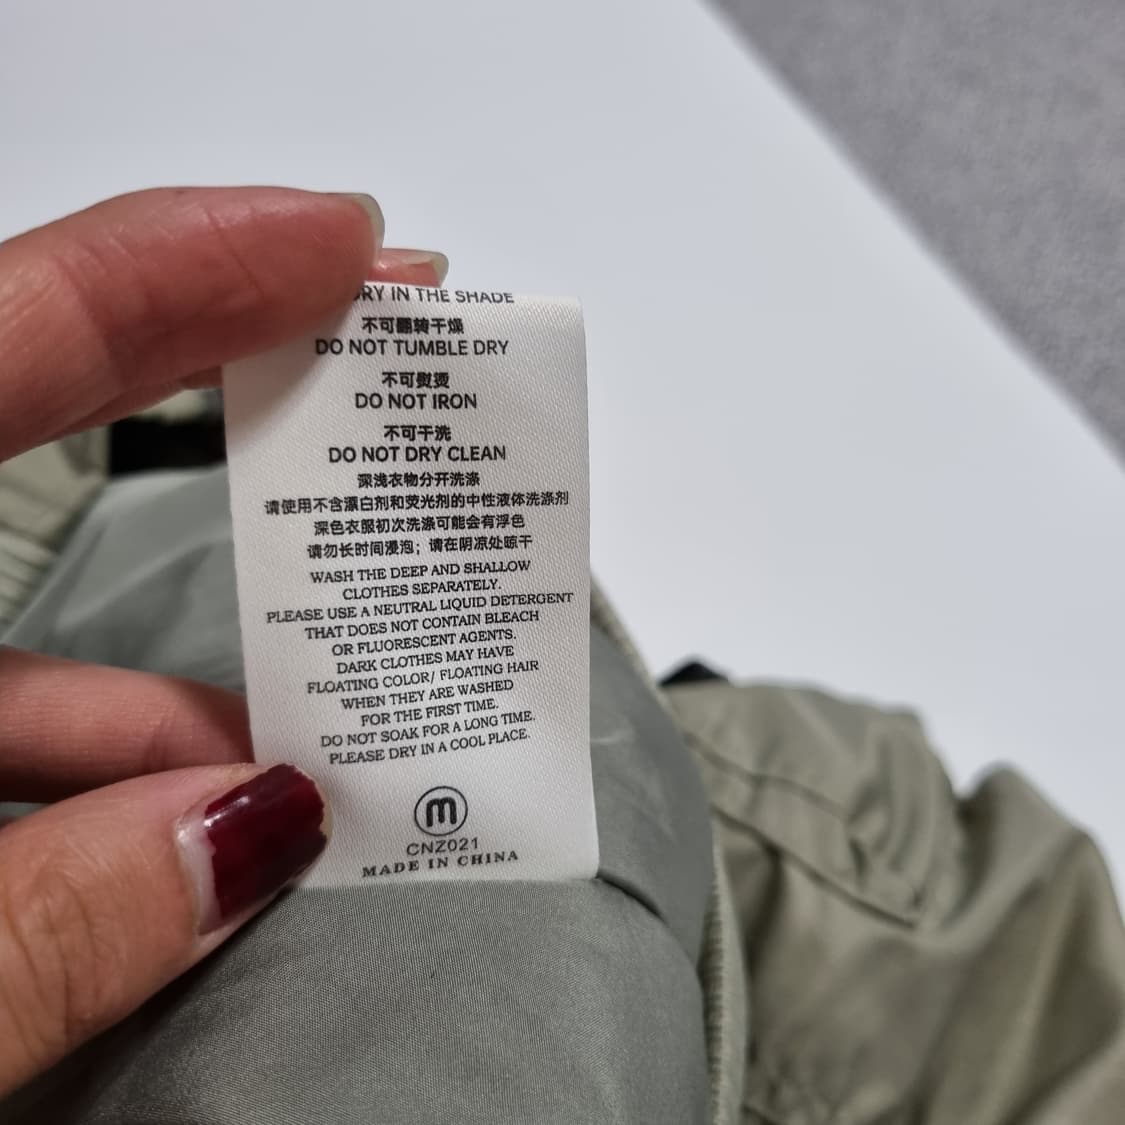 DRY IN THE SHADE
不可翻转干燥
DO NOT TUMBLE DRY
不可熨烫
DO NOT IRON
不可干洗
DO NOT DRY CLEAN
深浅衣物分开洗涤
请使用不含漂白剂和荧光剂的中性液体洗涤剂
深色衣服初次洗涤可能会有浮色
请勿长时间浸泡；请在阴凉处晾干
WASH THE DEEP AND SHALLOW
CLOTHES SEPARATELY.
PLEASE USE A NEUTRAL LIQUID DETERGENT
THAT DOES NOT CONTAIN BLEACH
OR FLUORESCENT AGENTS.
DARK CLOTHES MAY HAVE
FLOATING COLOR/ FLOATING HAIR
WHEN THEY ARE WASHED
FOR THE FIRST TIME.
DO NOT SOAK FOR A LONG TIME.
PLEASE DRY IN A COOL PLACE.
m
CNZ021
MADE IN CHINA